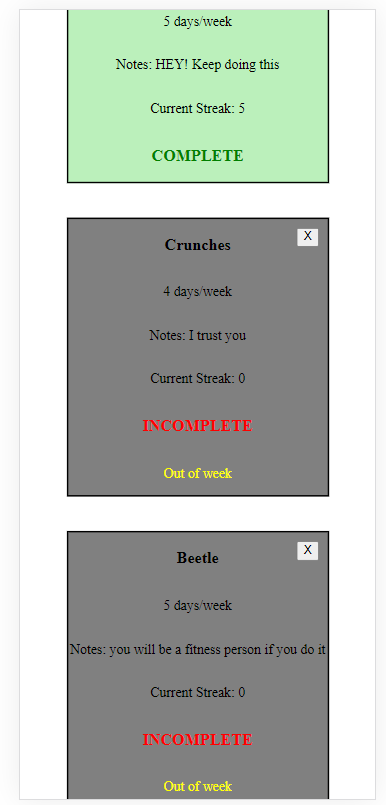 5 days/week
Notes: HEY! Keep doing this
Current Streak: 5
COMPLETE
X
Crunches
4 days/week
Notes: I trust you
Current Streak: 0
INCOMPLETE
Out of week
X
Beetle
5 days/week
Notes: you will be a fitness person if you do it
Current Streak: 0
INCOMPLETE
Out of week